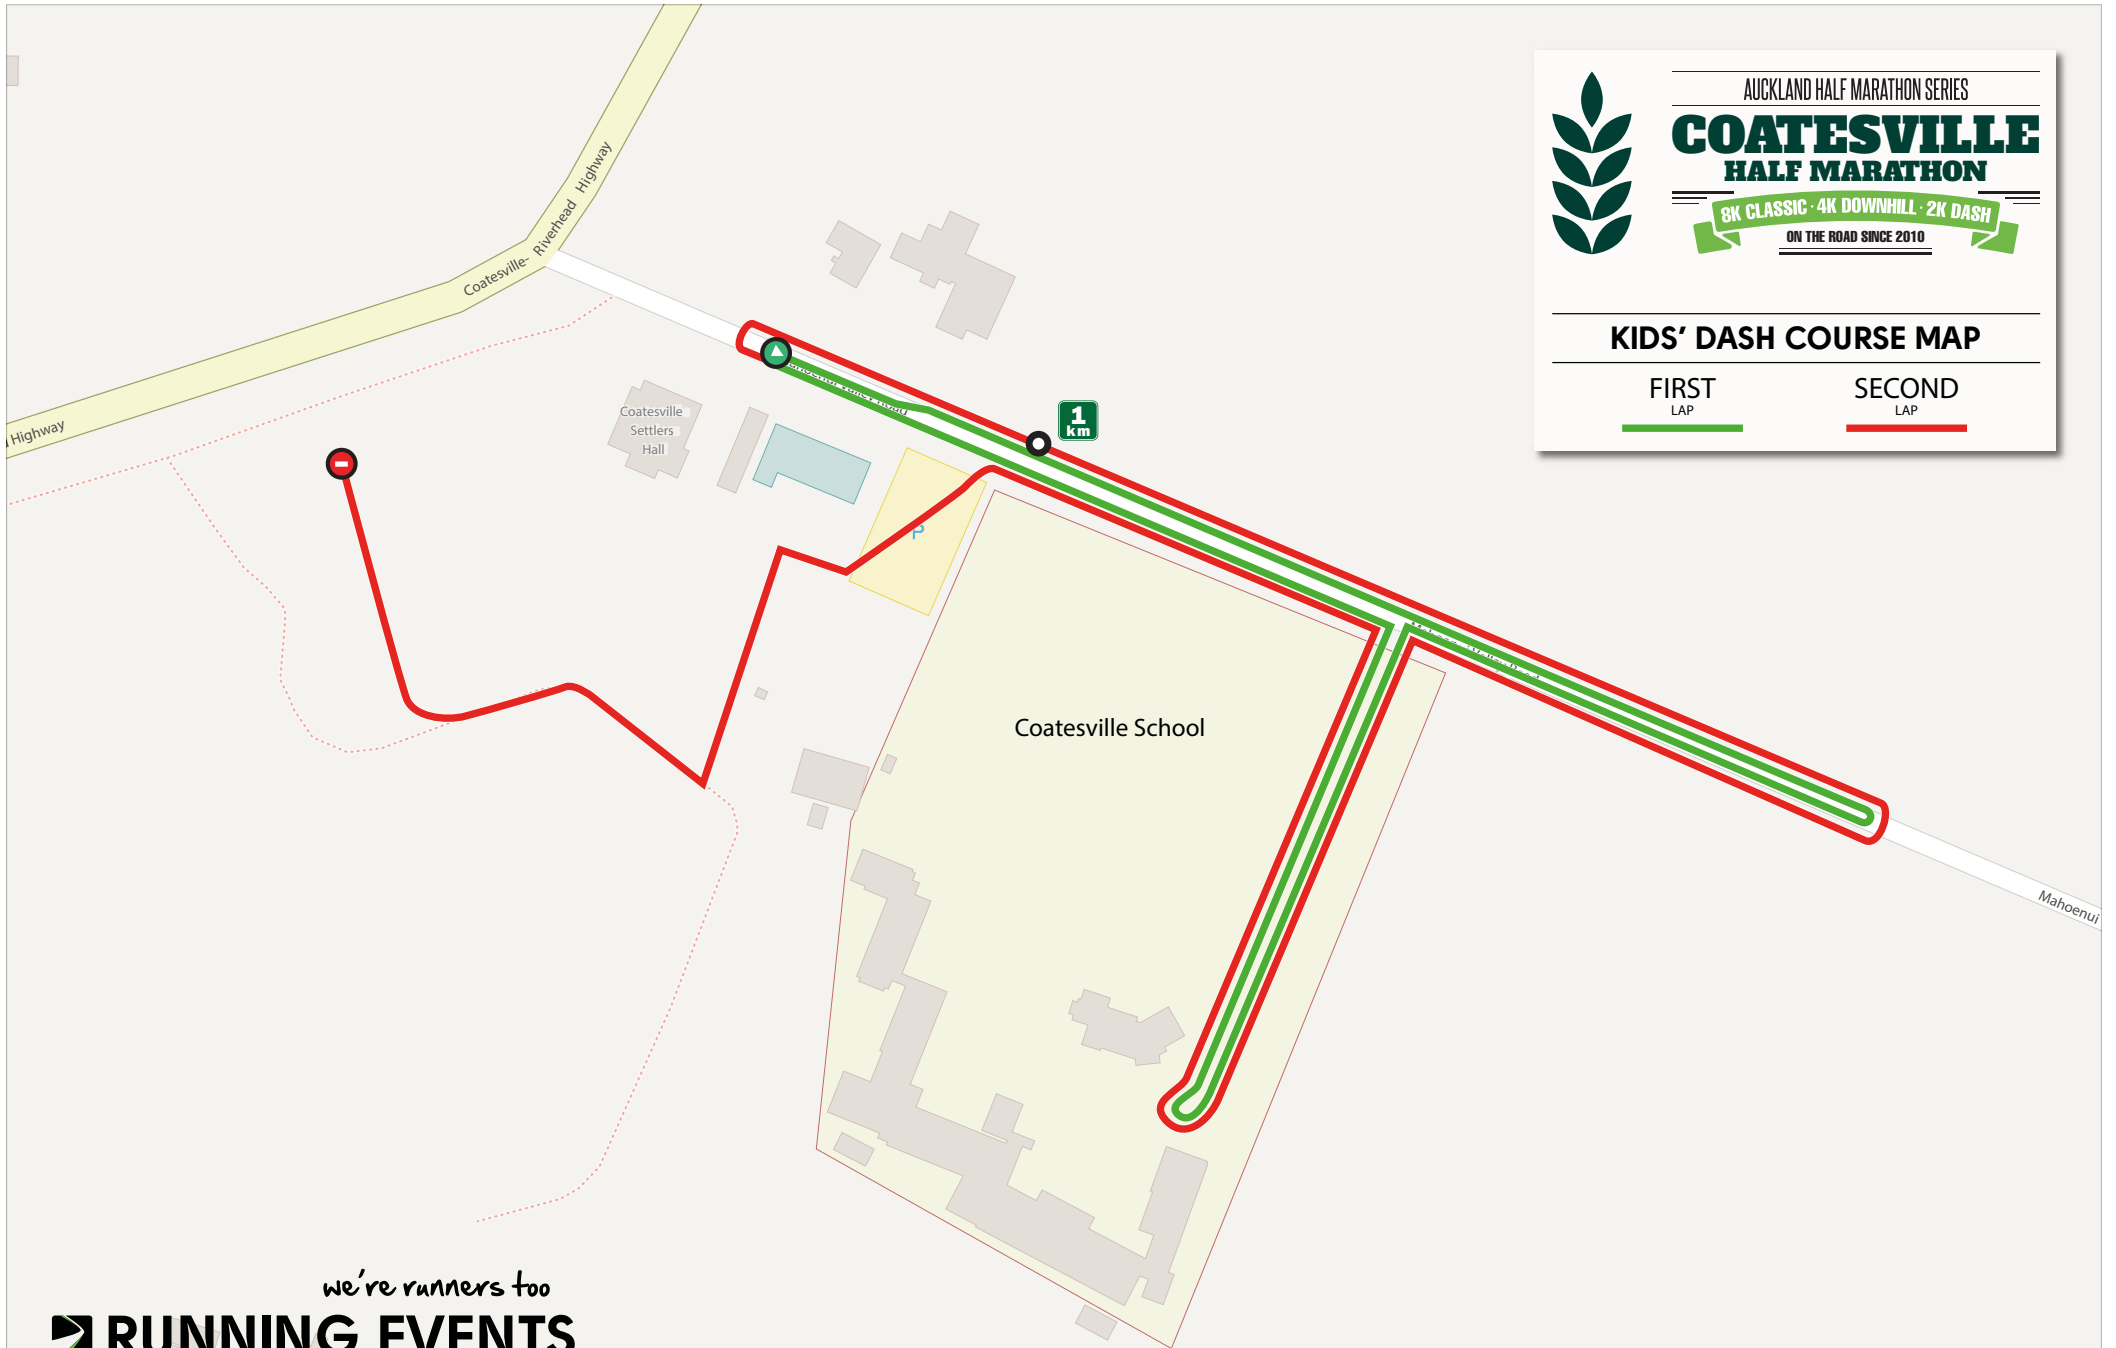 AUCKLAND HALF MARATHON SERIES
COATESVILLE
HALF MARATHON
8K CLASSIC · 4K DOWNHILL · 2K DASH
ON THE ROAD SINCE 2010
KIDS' DASH COURSE MAP
FIRST
LAP
SECOND
LAP
Coatesville-
Riverhead Highway
Highway
Coatesville
Settlers
Hall
1
km
P
Coatesville School
Mahoenui
we're runners too
RUNNING EVENTS